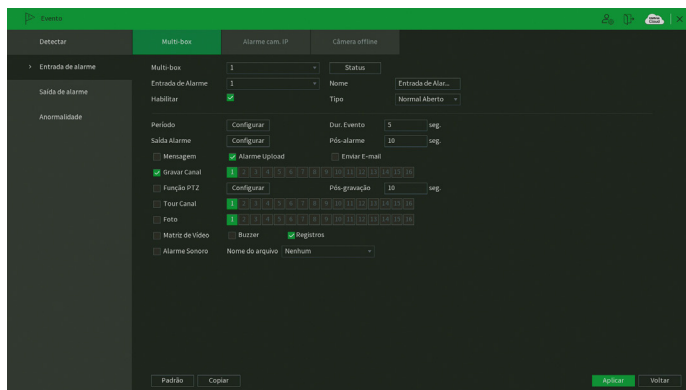 Evento
Detectar Multi-box Alarme cam. IP Câmera offline
Entrada de alarme Multi-box 1 Status
Entrada de Alarme 1 Nome Entrada de Alar...
Saída de alarme Habilitar Tipo Normal Aberto
Anormalidade
Período Configurar Dur. Evento 5 seg.
Saída Alarme Configurar Pós-alarme 10 seg.
Mensagem Alarme Upload Enviar E-mail
Gravar Canal 1 2 3 4 5 6 7 8 9 10 11 12 13 14 15 16
Função PTZ Configurar Pós-gravação 10 seg.
Tour Canal 1 2 3 4 5 6 7 8 9 10 11 12 13 14 15 16
Foto 1 2 3 4 5 6 7 8 9 10 11 12 13 14 15 16
Matriz de Vídeo Buzzer Registros
Alarme Sonoro Nome do arquivo Nenhum
Padrão Copiar Aplicar Voltar